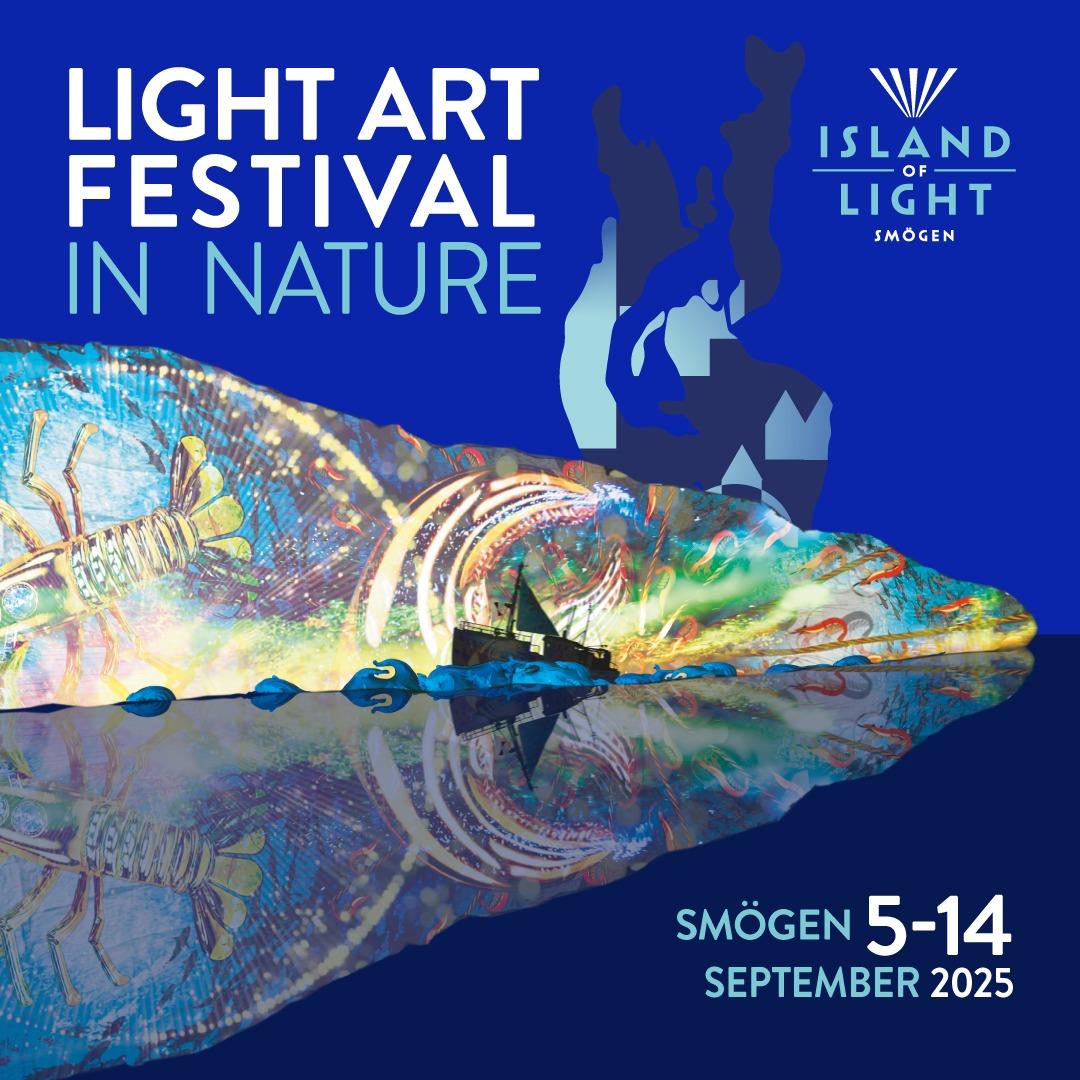 LIGHT ART
FESTIVAL
IN NATURE
ISLAND
OF
LIGHT
SMÖGEN
SMÖGEN 5-14
SEPTEMBER 2025